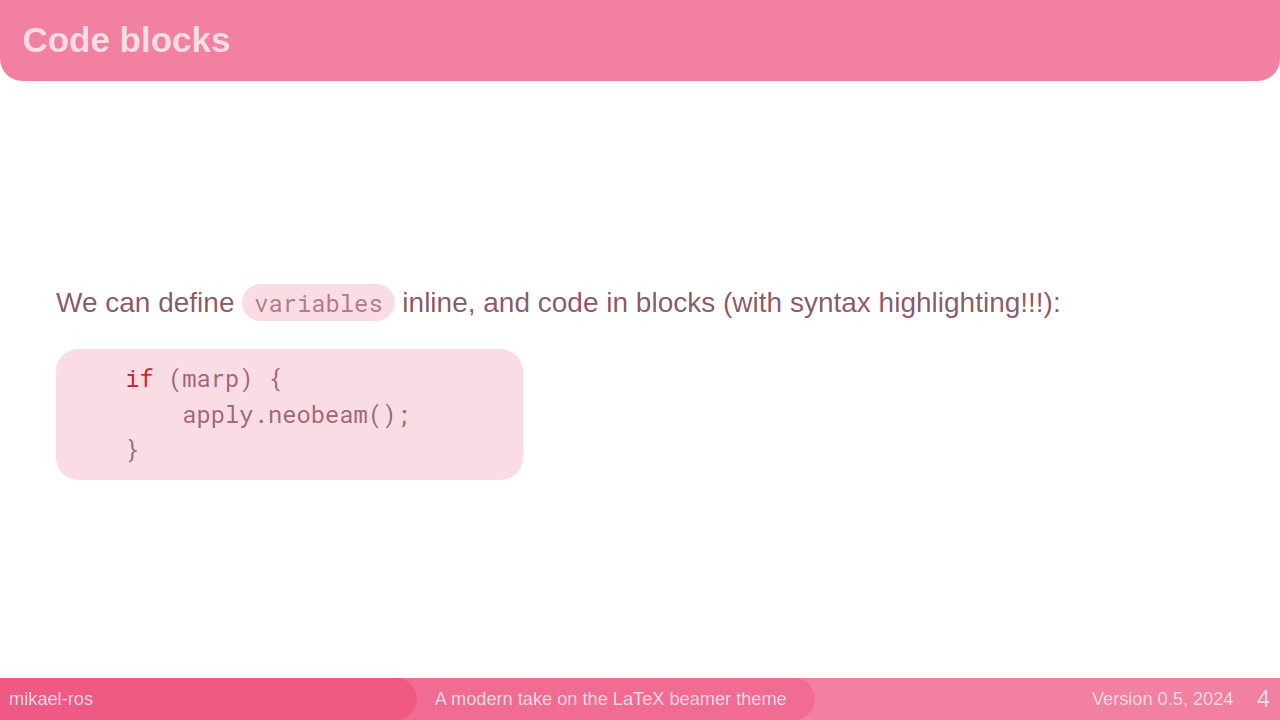 Code blocks
We can define variables inline, and code in blocks (with syntax highlighting!!!):
if (marp) {
    apply.neobeam();
}
mikael-ros
A modern take on the LaTeX beamer theme
Version 0.5, 2024
4